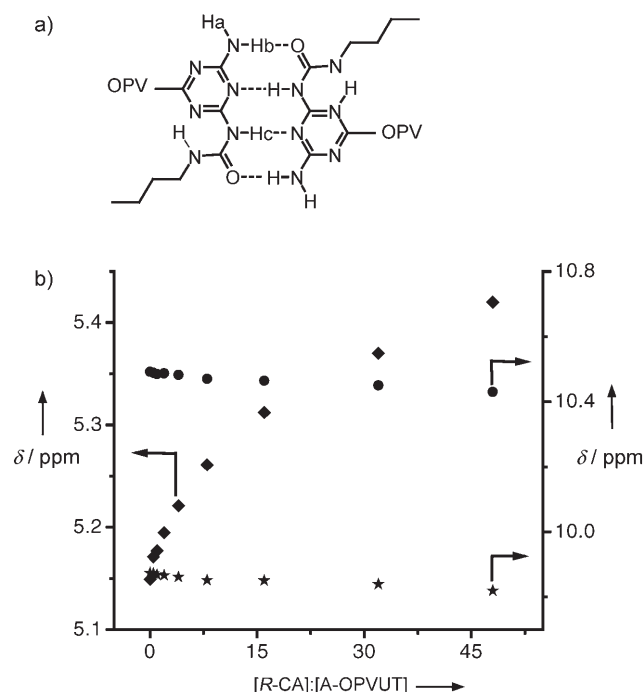 a)
Ha
N Hb O
OPV N N N
N N H N H
H N Hc N N OPV
N N
O H N
H
b)
10.8
5.4
5.3 10.4
δ / ppm δ / ppm
5.2 10.0
5.1
0 15 30 45
[R-CA]:[A-OPVUT]